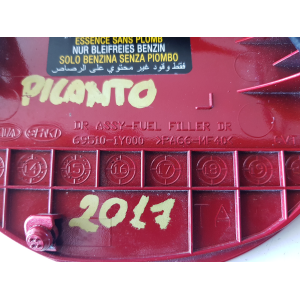 ESSENCE SANS PLOMB
NUR BLEIFREIES BENZIN
SOLO BENZINA SENZA PIOMBO
فقط وقود غير محتوي على الرصاص
PICANTO
DR ASSY-FUEL FILLER DR
69510-1Y000
14 15 16 17 18 19
2017